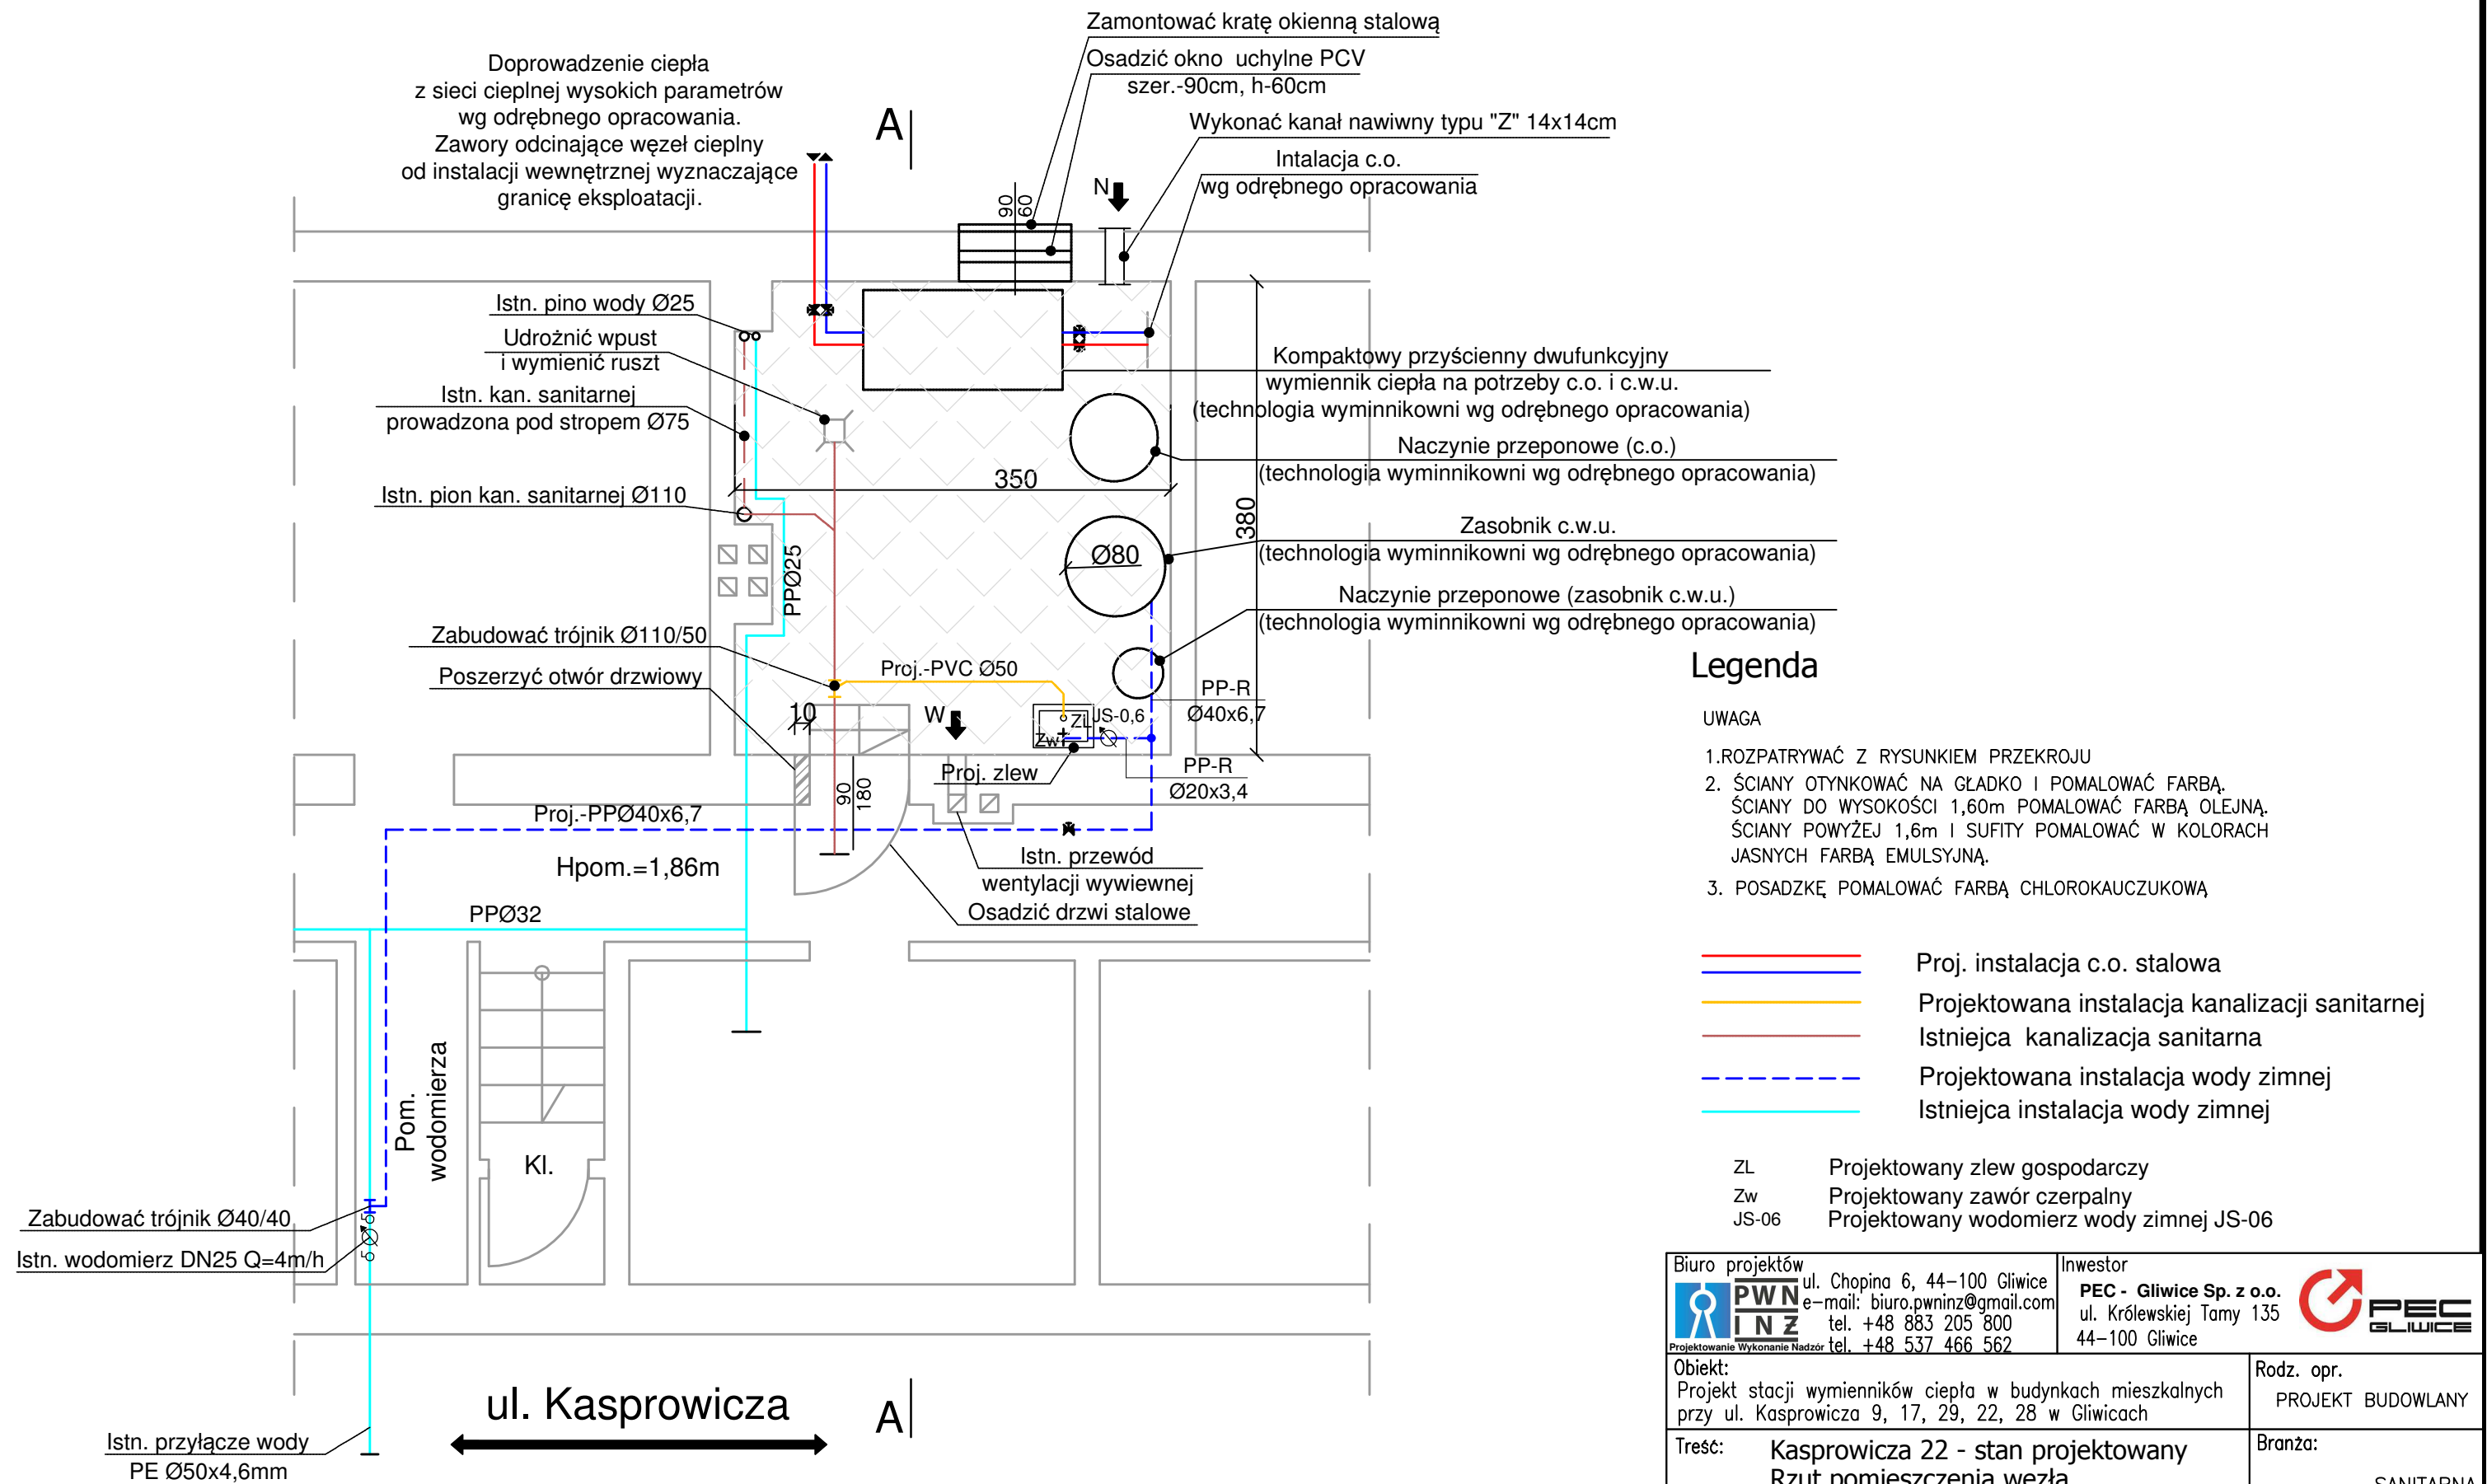 Zamontować kratę okienną stalową
Osadzić okno  uchylne PCV
szer.-90cm, h-60cm
Wykonać kanał nawiwny typu "Z" 14x14cm
Intalacja c.o.
wg odrębnego opracowania
Doprowadzenie ciepła
z sieci cieplnej wysokich parametrów
wg odrębnego opracowania.
Zawory odcinające węzeł cieplny
od instalacji wewnętrznej wyznaczające
granicę eksploatacji.
A
N
90
60
Istn. pino wody Ø25
Udrożnić wpust
i wymienić ruszt
Istn. kan. sanitarnej
prowadzona pod stropem Ø75
Istn. pion kan. sanitarnej Ø110
Kompaktowy przyścienny dwufunkcyjny
wymiennik ciepła na potrzeby c.o. i c.w.u.
(technologia wyminnikowni wg odrębnego opracowania)
Naczynie przeponowe (c.o.)
(technologia wyminnikowni wg odrębnego opracowania)
350
380
Zasobnik c.w.u.
(technologia wyminnikowni wg odrębnego opracowania)
Ø80
PPØ25
Naczynie przeponowe (zasobnik c.w.u.)
(technologia wyminnikowni wg odrębnego opracowania)
Zabudować trójnik Ø110/50
Poszerzyć otwór drzwiowy
Proj.-PVC Ø50
10
W
ZL
JS-0,6
Zw
PP-R
Ø40x6,7
Proj. zlew
PP-R
Ø20x3,4
90
180
Proj.-PPØ40x6,7
Hpom.=1,86m
Istn. przewód
wentylacji wywiewnej
Osadzić drzwi stalowe
PPØ32
Pom.
wodomierza
Kl.
Zabudować trójnik Ø40/40
Istn. wodomierz DN25 Q=4m/h
5
5
ul. Kasprowicza
A
Istn. przyłącze wody
PE Ø50x4,6mm
Legenda
UWAGA
1.ROZPATRYWAĆ Z RYSUNKIEM PRZEKROJU
2. ŚCIANY OTYNKOWAĆ NA GŁADKO I POMALOWAĆ FARBĄ.
ŚCIANY DO WYSOKOŚCI 1,60m POMALOWAĆ FARBĄ OLEJNĄ.
ŚCIANY POWYŻEJ 1,6m I SUFITY POMALOWAĆ W KOLORACH
JASNYCH FARBĄ EMULSYJNĄ.
3. POSADZKĘ POMALOWAĆ FARBĄ CHLOROKAUCZUKOWĄ
Proj. instalacja c.o. stalowa
Projektowana instalacja kanalizacji sanitarnej
Istniejca  kanalizacja sanitarna
Projektowana instalacja wody zimnej
Istniejca instalacja wody zimnej
ZL Projektowany zlew gospodarczy
Zw Projektowany zawór czerpalny
JS-06 Projektowany wodomierz wody zimnej JS-06
Biuro projektów
PWN
INŻ
Projektowanie Wykonanie Nadzór
ul. Chopina 6, 44-100 Gliwice
e-mail: biuro.pwninz@gmail.com
tel. +48 883 205 800
tel. +48 537 466 562
Inwestor
PEC - Gliwice Sp. z o.o.
ul. Królewskiej Tamy 135
44-100 Gliwice
PEC
GLIWICE
Obiekt:
Projekt stacji wymienników ciepła w budynkach mieszkalnych
przy ul. Kasprowicza 9, 17, 29, 22, 28 w Gliwicach
Rodz. opr.
PROJEKT BUDOWLANY
Treść: Kasprowicza 22 - stan projektowany
Rzut pomieszczenia węzła
Branża:
SANITARNA